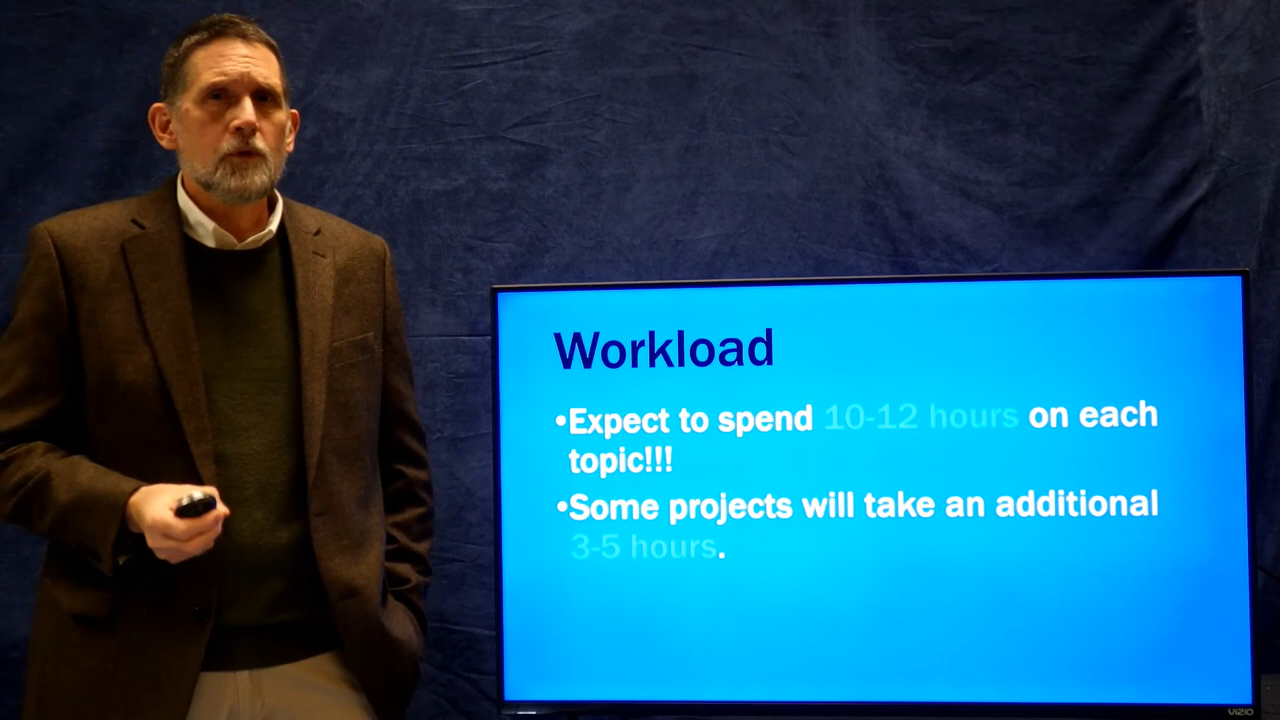 Workload
•Expect to spend 10-12 hours on each
topic!!!
•Some projects will take an additional
3-5 hours.
VIZIO